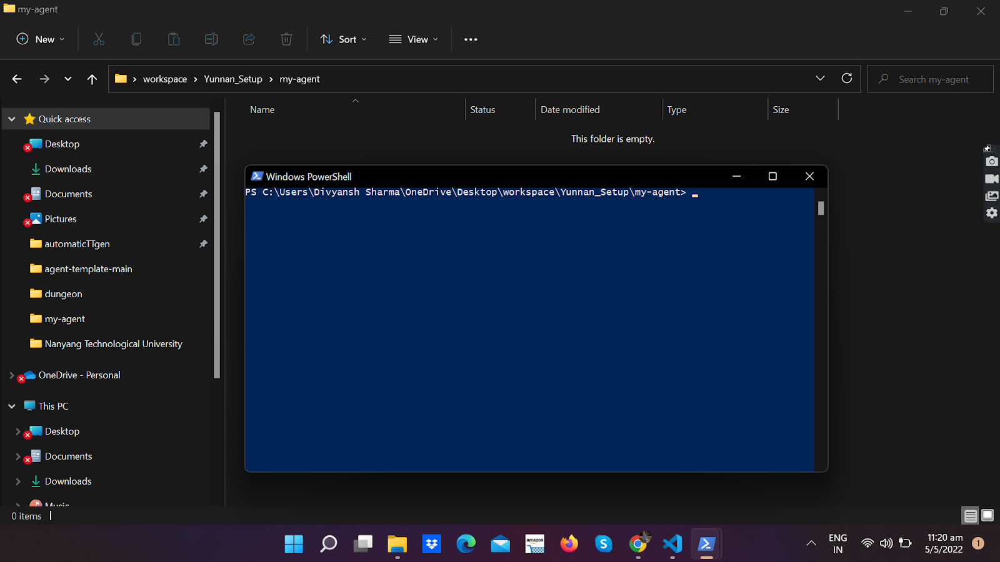 my-agent
New
Sort
View
workspace
Yunnan_Setup
my-agent
Search my-agent
Name
Status
Date modified
Type
Size
This folder is empty.
Quick access
Desktop
Downloads
Documents
Pictures
automaticTTgen
agent-template-main
dungeon
my-agent
Nanyang Technological University
OneDrive - Personal
This PC
Desktop
Documents
Downloads
Music
0 items
Windows PowerShell
PS C:\Users\Divyansh Sharma\OneDrive\Desktop\workspace\Yunnan_Setup\my-agent>
amazon
ENG
IN
11:20 am
5/5/2022
1